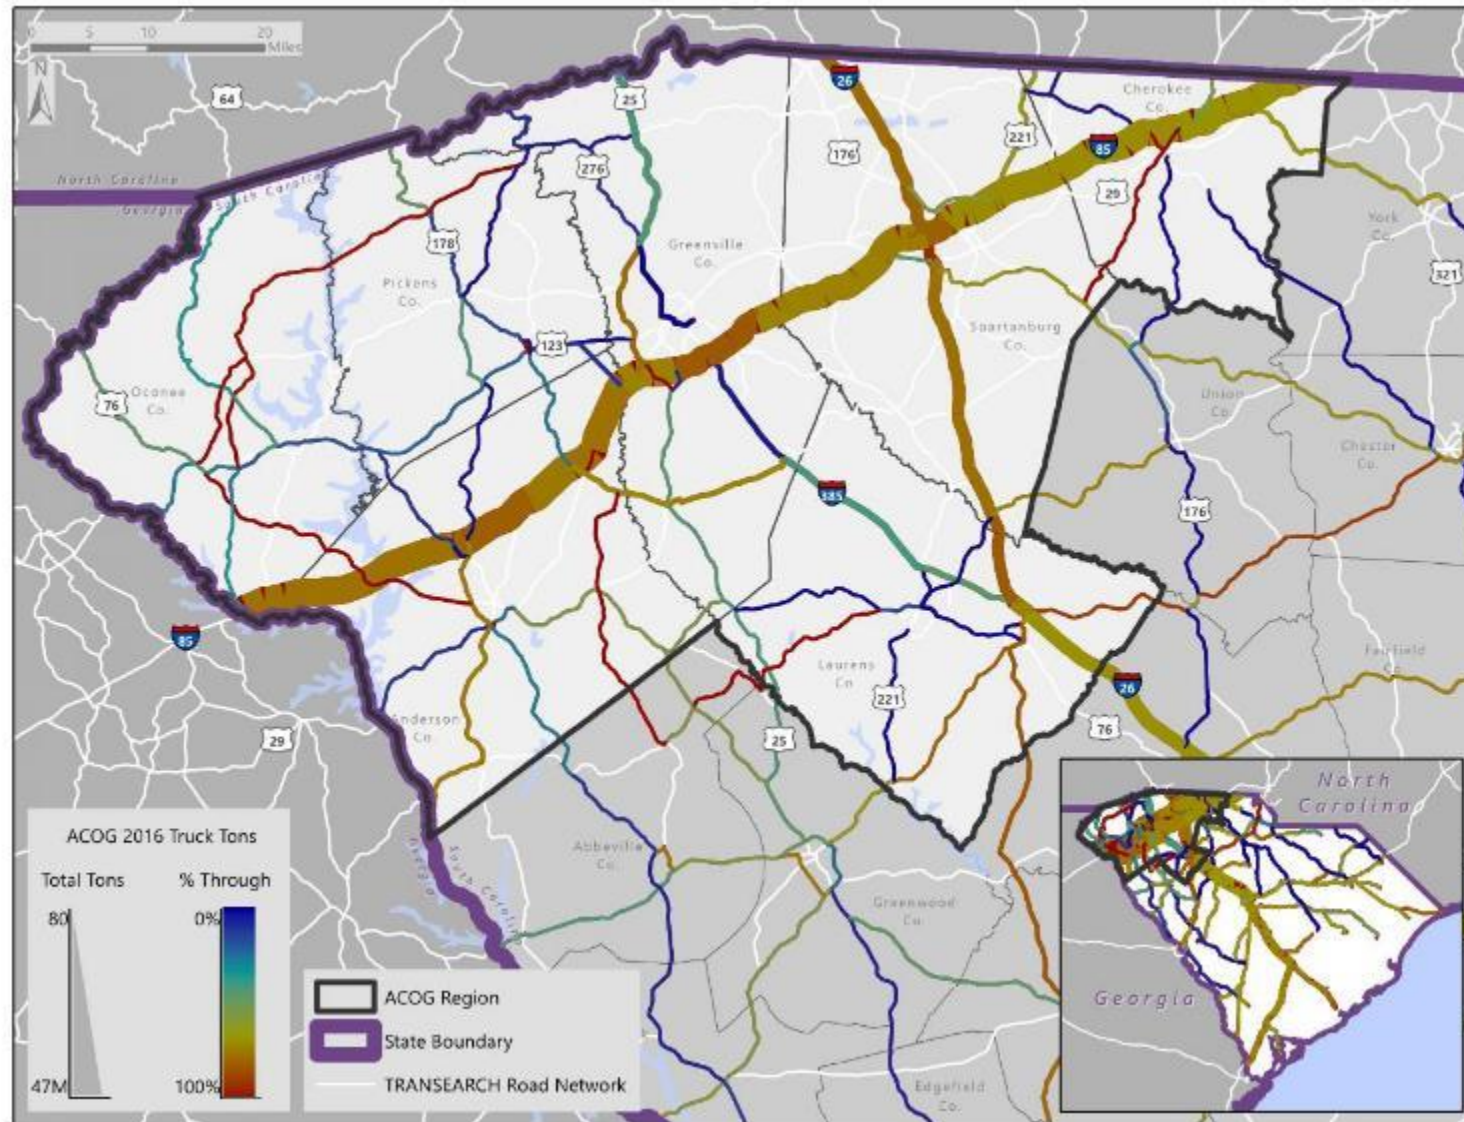 0 5 10 20
Miles
N
64
25
26
Cherokee
Co.
221
176
85
276
29
North Carolina
Georgia
South Carolina
York
Co.
178
Greenville
Co.
321
Pickens
Co.
123
Spartanburg
Co.
76
Oconee
Co.
Union
Co.
Chester
Co.
385
176
85
Laurens
Co.
Fairfield
Co.
26
221
Anderson
Co.
29
25
76
ACOG 2016 Truck Tons
Total Tons % Through
80 0%
47M 100%
Georgia
South Carolina
Abbeville
Co.
Greenwood
Co.
Edgefield
Co.
ACOG Region
State Boundary
TRANSEARCH Road Network
North
Carolina
Georgia